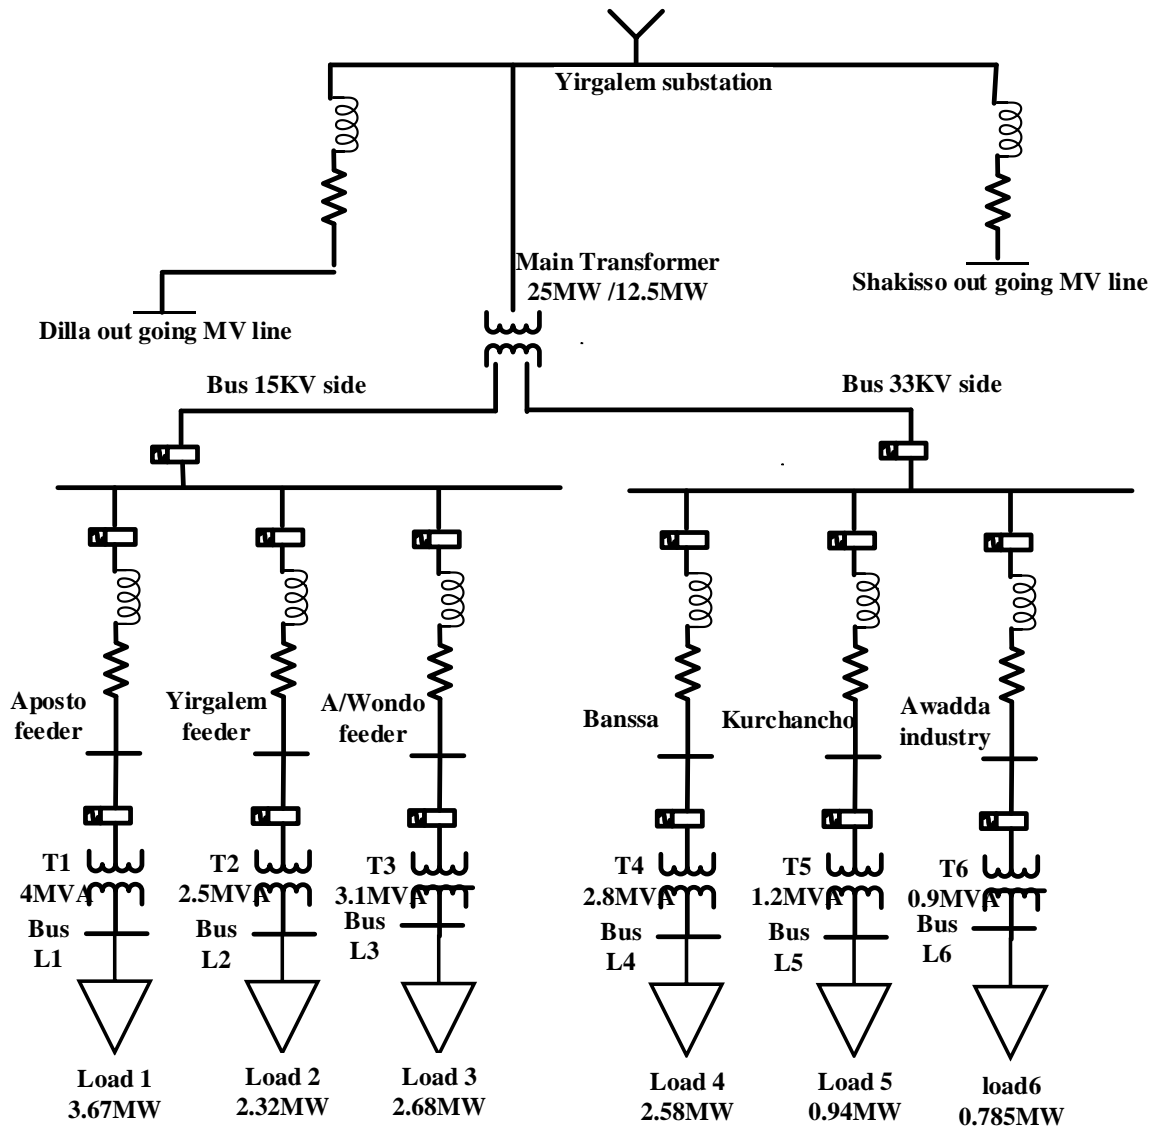 Yirgalem substation
Main Transformer
25MW /12.5MW
Shakisso out going MV line
Dilla out going MV line
Bus 15KV side
Bus 33KV side
Aposto
feeder
Yirgalem
feeder
A/Wondo
feeder
Banssa
Kurchancho
Awadda
industry
T1
4MVA
T2
2.5MVA
T3
3.1MVA
T4
2.8MVA
T5
1.2MVA
T6
0.9MVA
Bus
L1
Bus
L2
Bus
L3
Bus
L4
Bus
L5
Bus
L6
Load 1
3.67MW
Load 2
2.32MW
Load 3
2.68MW
Load 4
2.58MW
Load 5
0.94MW
load6
0.785MW